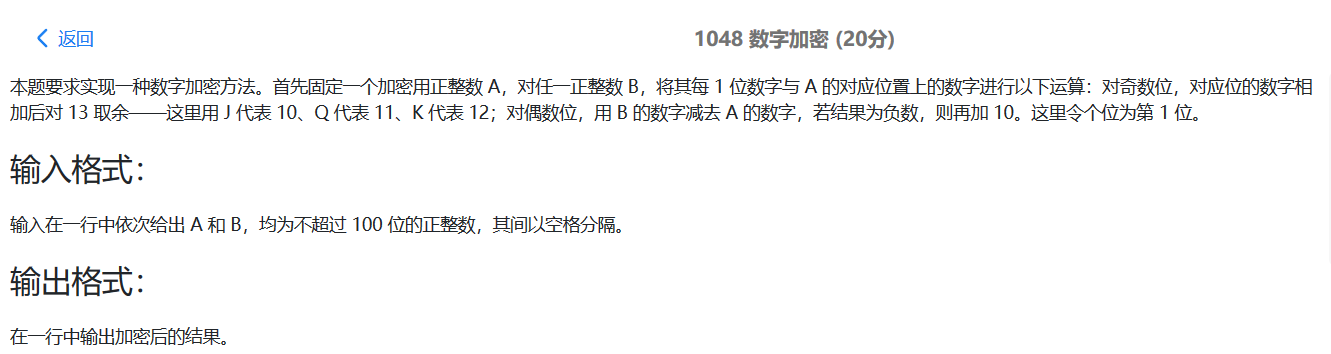 返回
1048 数字加密 (20分)
本题要求实现一种数字加密方法。首先固定一个加密用正整数 A，对任一正整数 B，将其每 1 位数字与 A 的对应位置上的数字进行以下运算：对奇数位，对应位的数字相
加后对 13 取余——这里用 J 代表 10、Q 代表 11、K 代表 12；对偶数位，用 B 的数字减去 A 的数字，若结果为负数，则再加 10。这里令个位为第 1 位。
输入格式：
输入在一行中依次给出 A 和 B，均为不超过 100 位的正整数，其间以空格分隔。
输出格式：
在一行中输出加密后的结果。